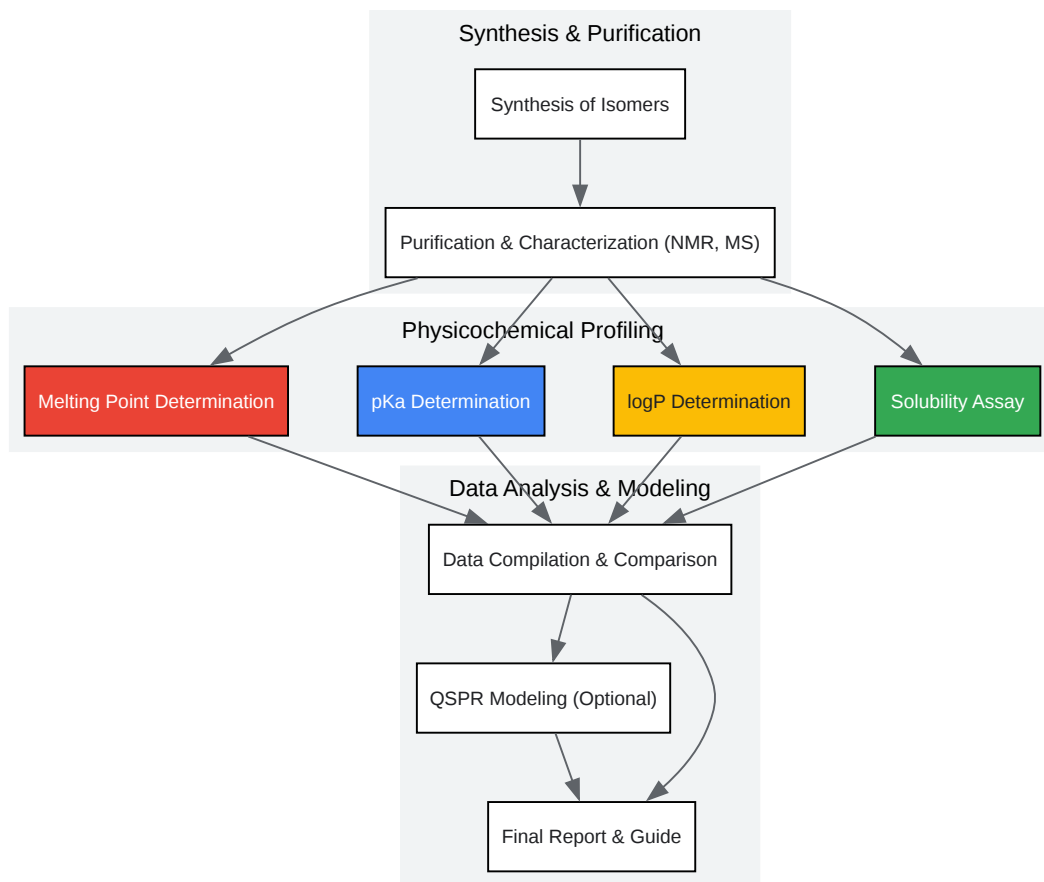 Synthesis & Purification
Synthesis of Isomers
Purification & Characterization (NMR, MS)
Physicochemical Profiling
Melting Point Determination
pKa Determination
logP Determination
Solubility Assay
Data Analysis & Modeling
Data Compilation & Comparison
QSPR Modeling (Optional)
Final Report & Guide